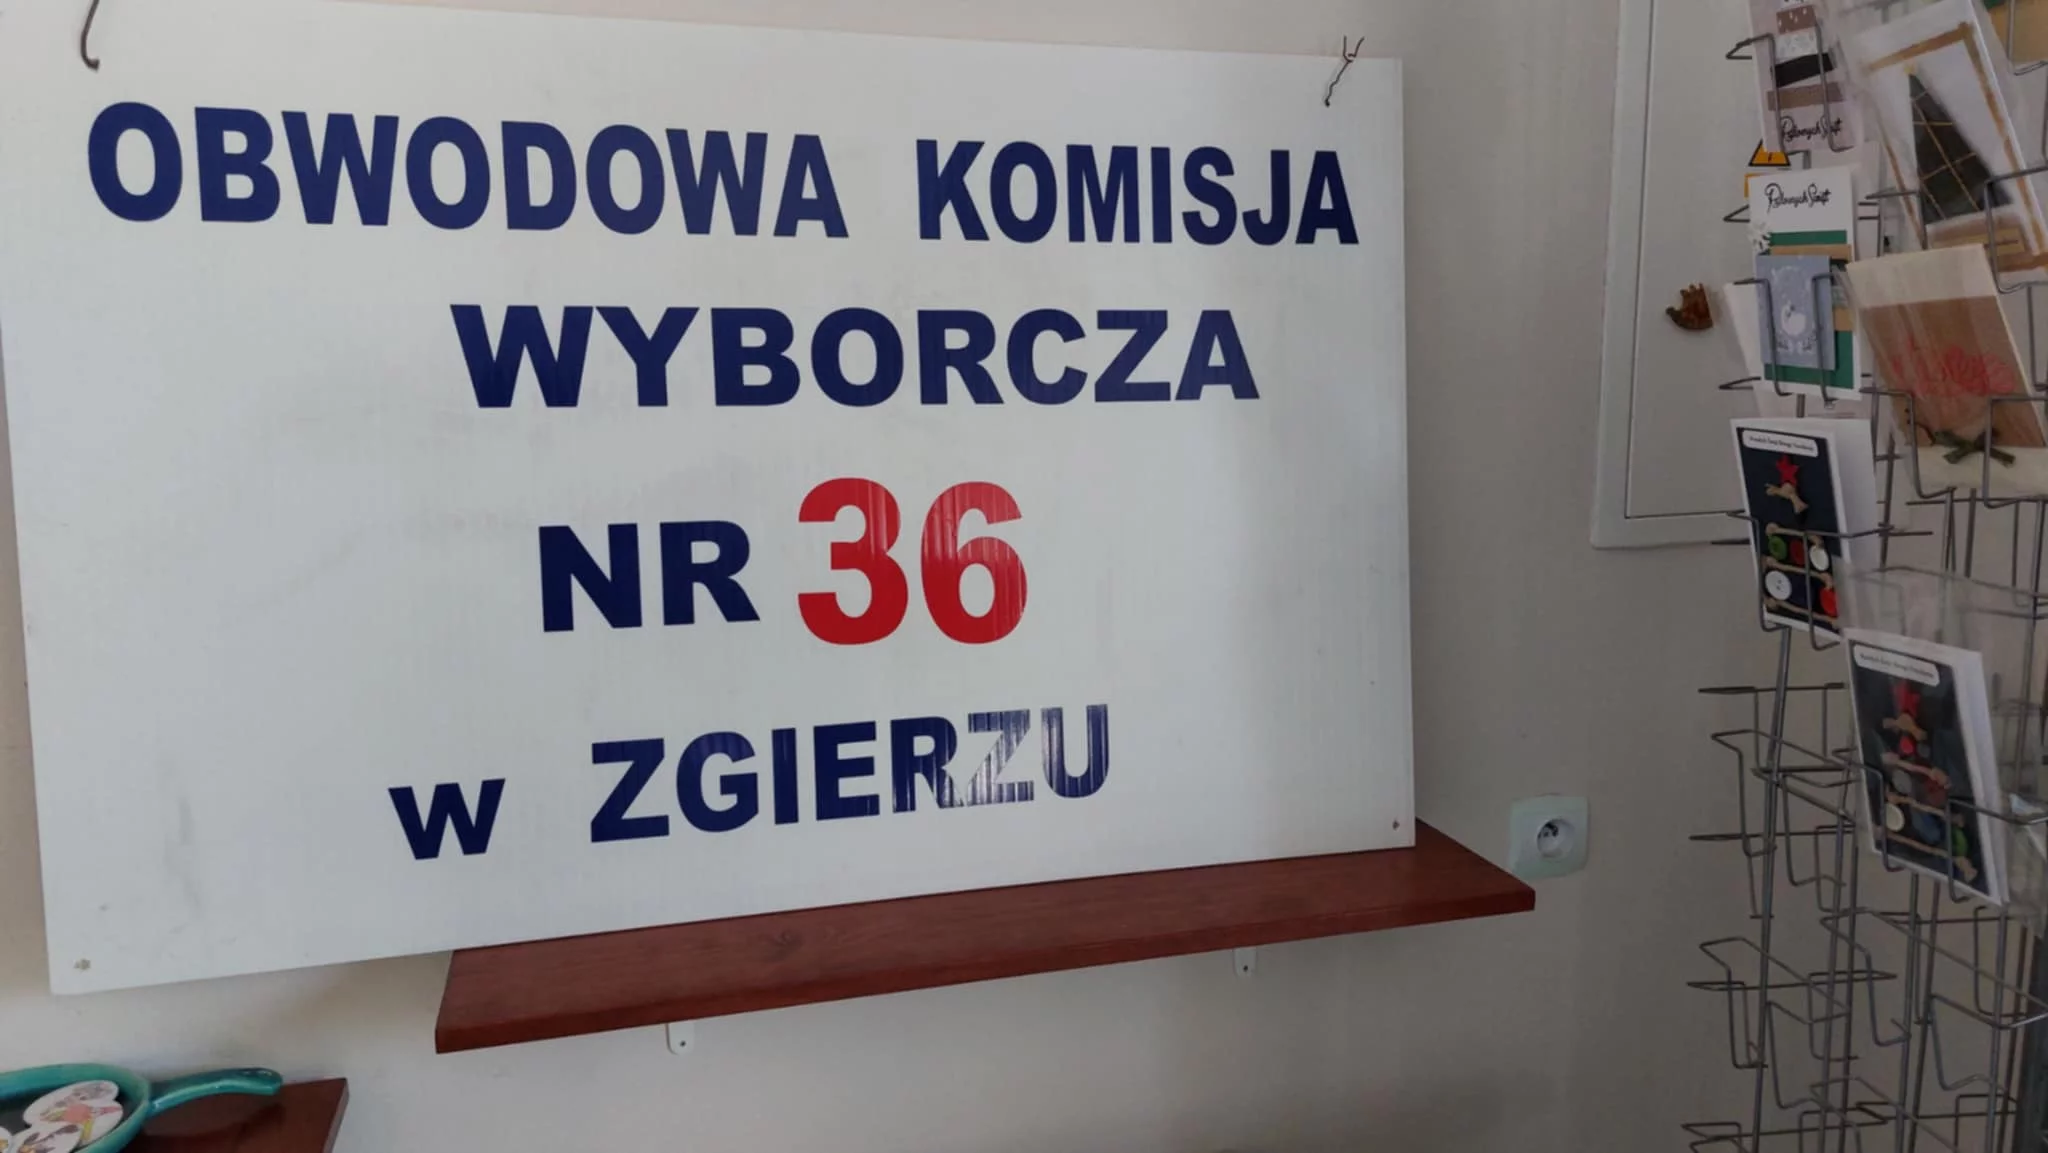 OBWODOWA KOMISJA
WYBORCZA
NR 36
w ZGIERZU